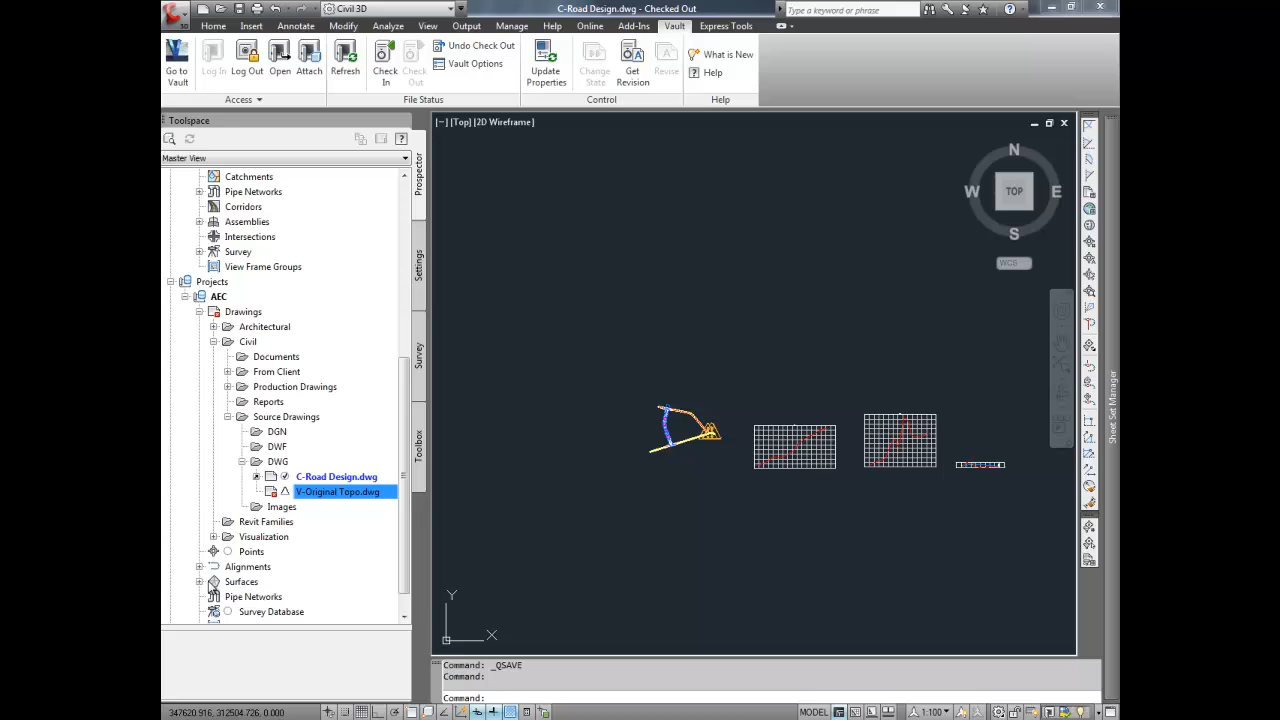 Civil 3D
C-Road Design.dwg - Checked Out
Type a keyword or phrase
Home Insert Annotate Modify Analyze View Output Manage Help Online Add-Ins Vault Express Tools
Go to Vault
Log In
Log Out
Open
Attach
Refresh
Check In
Check Out
Undo Check Out
Vault Options
Update Properties
Change State
Get Revision
Revise
What is New
Help
Access
File Status
Control
Help
Toolspace
Master View
Catchments
Pipe Networks
Corridors
Assemblies
Intersections
Survey
View Frame Groups
Projects
AEC
Drawings
Architectural
Civil
Documents
From Client
Production Drawings
Reports
Source Drawings
DGN
DWF
DWG
C-Road Design.dwg
V-Original Topo.dwg
Images
Revit Families
Visualization
Points
Alignments
Surfaces
Pipe Networks
Survey Database
Prospector
Settings
Survey
Toolbox
[−] [Top] [2D Wireframe]
N
W TOP E
S
WCS
Y
X
Sheet Set Manager
Command: _QSAVE
Command:
Command:
347620.916, 312504.726, 0.000
MODEL
1:100